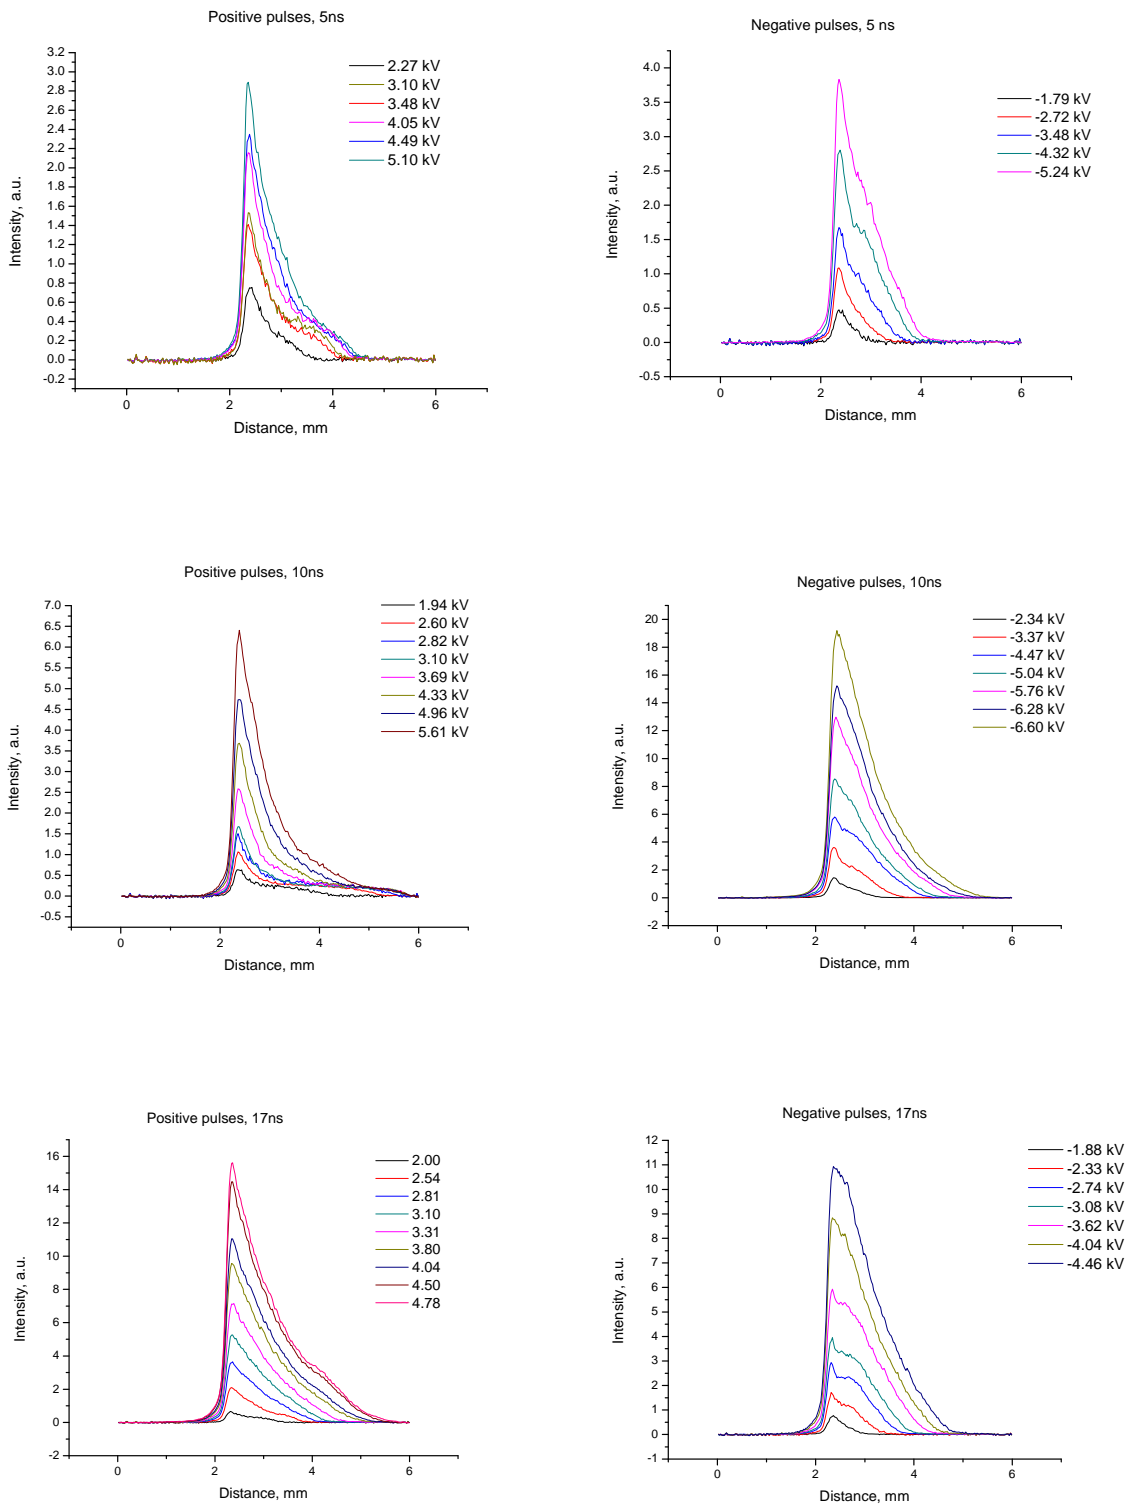 Positive pulses, 5ns
3.2
3.0
2.8
2.6
2.4
2.2
2.0
1.8
1.6
1.4
1.2
1.0
0.8
0.6
0.4
0.2
0.0
-0.2
Intensity, a.u.
2.27 kV
3.10 kV
3.48 kV
4.05 kV
4.49 kV
5.10 kV
0 2 4 6
Distance, mm
Negative pulses, 5 ns
4.0
3.5
3.0
2.5
2.0
1.5
1.0
0.5
0.0
-0.5
Intensity, a.u.
-1.79 kV
-2.72 kV
-3.48 kV
-4.32 kV
-5.24 kV
0 2 4 6
Distance, mm
Positive pulses, 10ns
7.0
6.5
6.0
5.5
5.0
4.5
4.0
3.5
3.0
2.5
2.0
1.5
1.0
0.5
0.0
-0.5
Intensity, a.u.
1.94 kV
2.60 kV
2.82 kV
3.10 kV
3.69 kV
4.33 kV
4.96 kV
5.61 kV
0 2 4 6
Distance, mm
Negative pulses, 10ns
20
18
16
14
12
10
8
6
4
2
0
-2
Intensity, a.u.
-2.34 kV
-3.37 kV
-4.47 kV
-5.04 kV
-5.76 kV
-6.28 kV
-6.60 kV
0 2 4 6
Distance, mm
Positive pulses, 17ns
16
14
12
10
8
6
4
2
0
-2
Intensity, a.u.
2.00
2.54
2.81
3.10
3.31
3.80
4.04
4.50
4.78
0 2 4 6
Distance, mm
Negative pulses, 17ns
12
11
10
9
8
7
6
5
4
3
2
1
0
-1
Intensity, a.u.
-1.88 kV
-2.33 kV
-2.74 kV
-3.08 kV
-3.62 kV
-4.04 kV
-4.46 kV
0 2 4 6
Distance, mm